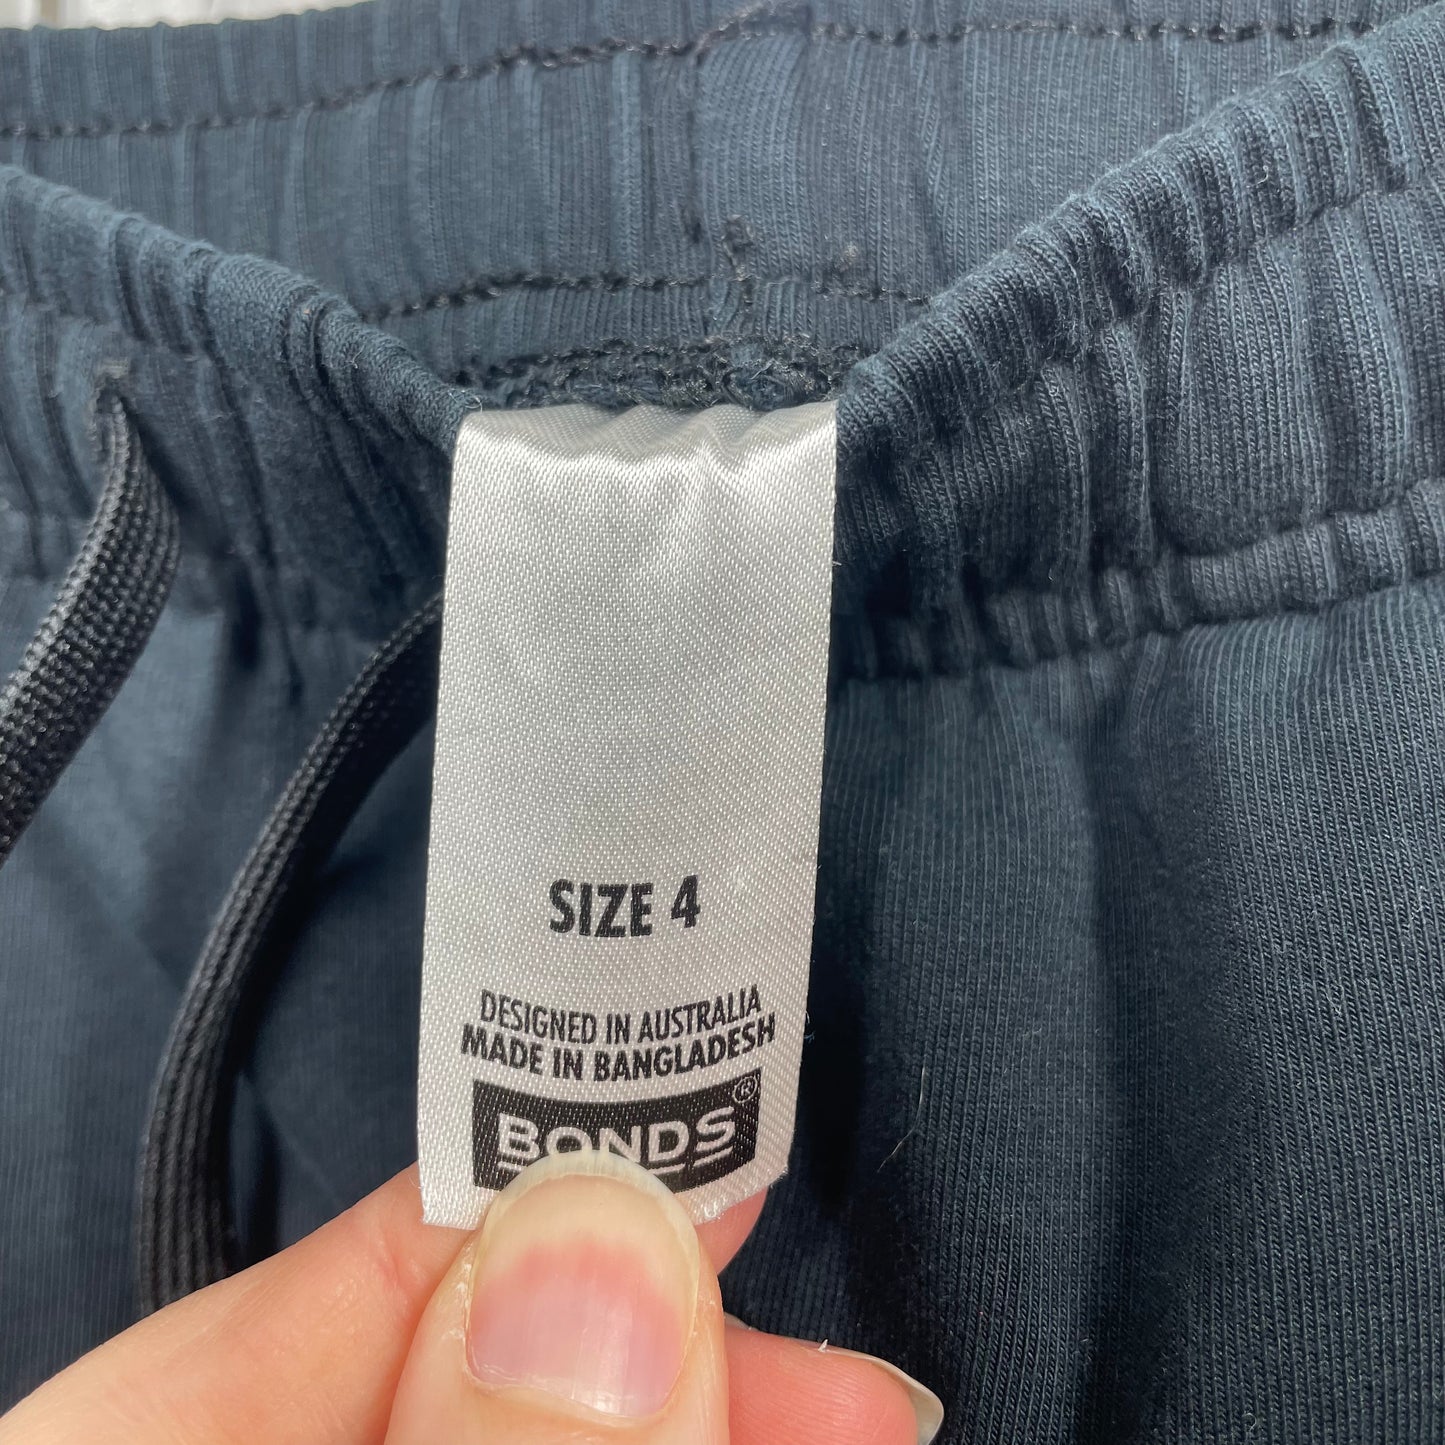 SIZE 4
DESIGNED IN AUSTRALIA
MADE IN BANGLADESH
BONDS®